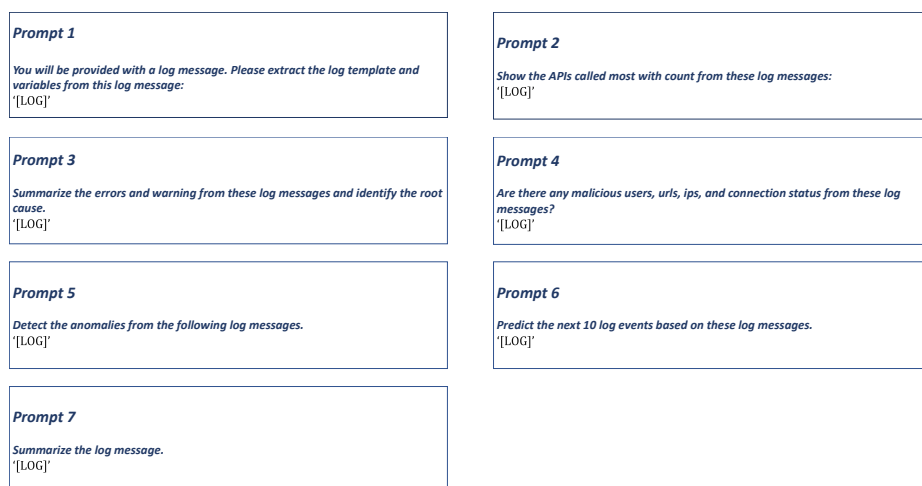 Prompt 1
You will be provided with a log message. Please extract the log template and
variables from this log message:
‘[LOG]’
Prompt 2
Show the APIs called most with count from these log messages:
‘[LOG]’
Prompt 3
Summarize the errors and warning from these log messages and identify the root
cause.
‘[LOG]’
Prompt 4
Are there any malicious users, urls, ips, and connection status from these log
messages?
‘[LOG]’
Prompt 5
Detect the anomalies from the following log messages.
‘[LOG]’
Prompt 6
Predict the next 10 log events based on these log messages.
‘[LOG]’
Prompt 7
Summarize the log message.
‘[LOG]’